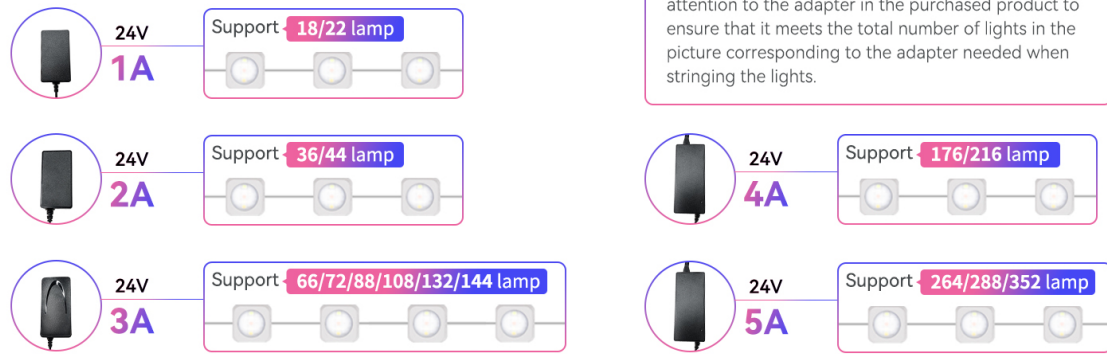 attention to the adapter in the purchased product to
ensure that it meets the total number of lights in the
picture corresponding to the adapter needed when
stringing the lights.
24V
1A
Support 18/22 lamp
24V
2A
Support 36/44 lamp
24V
3A
Support 66/72/88/108/132/144 lamp
24V
4A
Support 176/216 lamp
24V
5A
Support 264/288/352 lamp